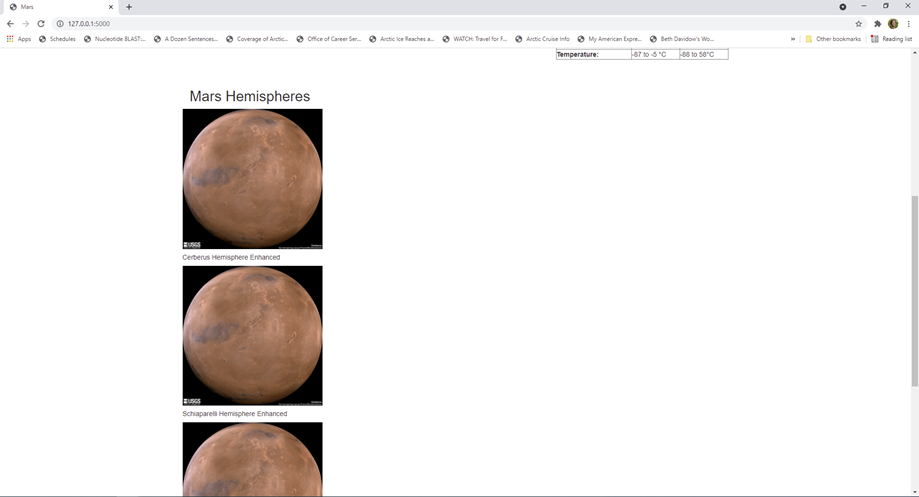 Mars
127.0.0.1:5000
Apps Schedules Nucleotide BLAST:... A Dozen Sentences... Coverage of Arctic... Office of Career Ser... Arctic Ice Reaches a... WATCH: Travel for F... Arctic Cruise Info My American Expre... Beth Davidow's Wo... » Other bookmarks Reading list
Temperature: -87 to -5 °C -88 to 58°C
Mars Hemispheres
USGS
Cerberus Hemisphere Enhanced
USGS
Schiaparelli Hemisphere Enhanced